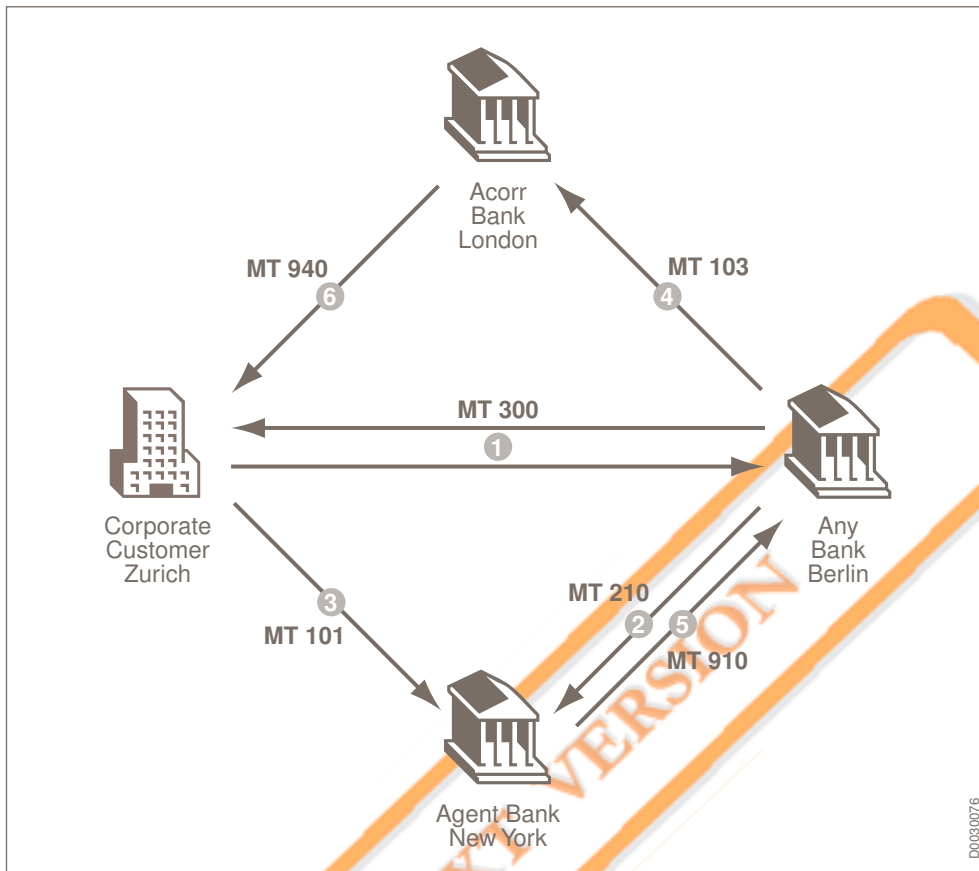 Acorr
Bank
London
MT 940
6
MT 103
4
MT 300
1
Corporate
Customer
Zurich
Any
Bank
Berlin
3
MT 101
MT 210
2
5
MT 910
Agent Bank
New York
VERSION
D0030076